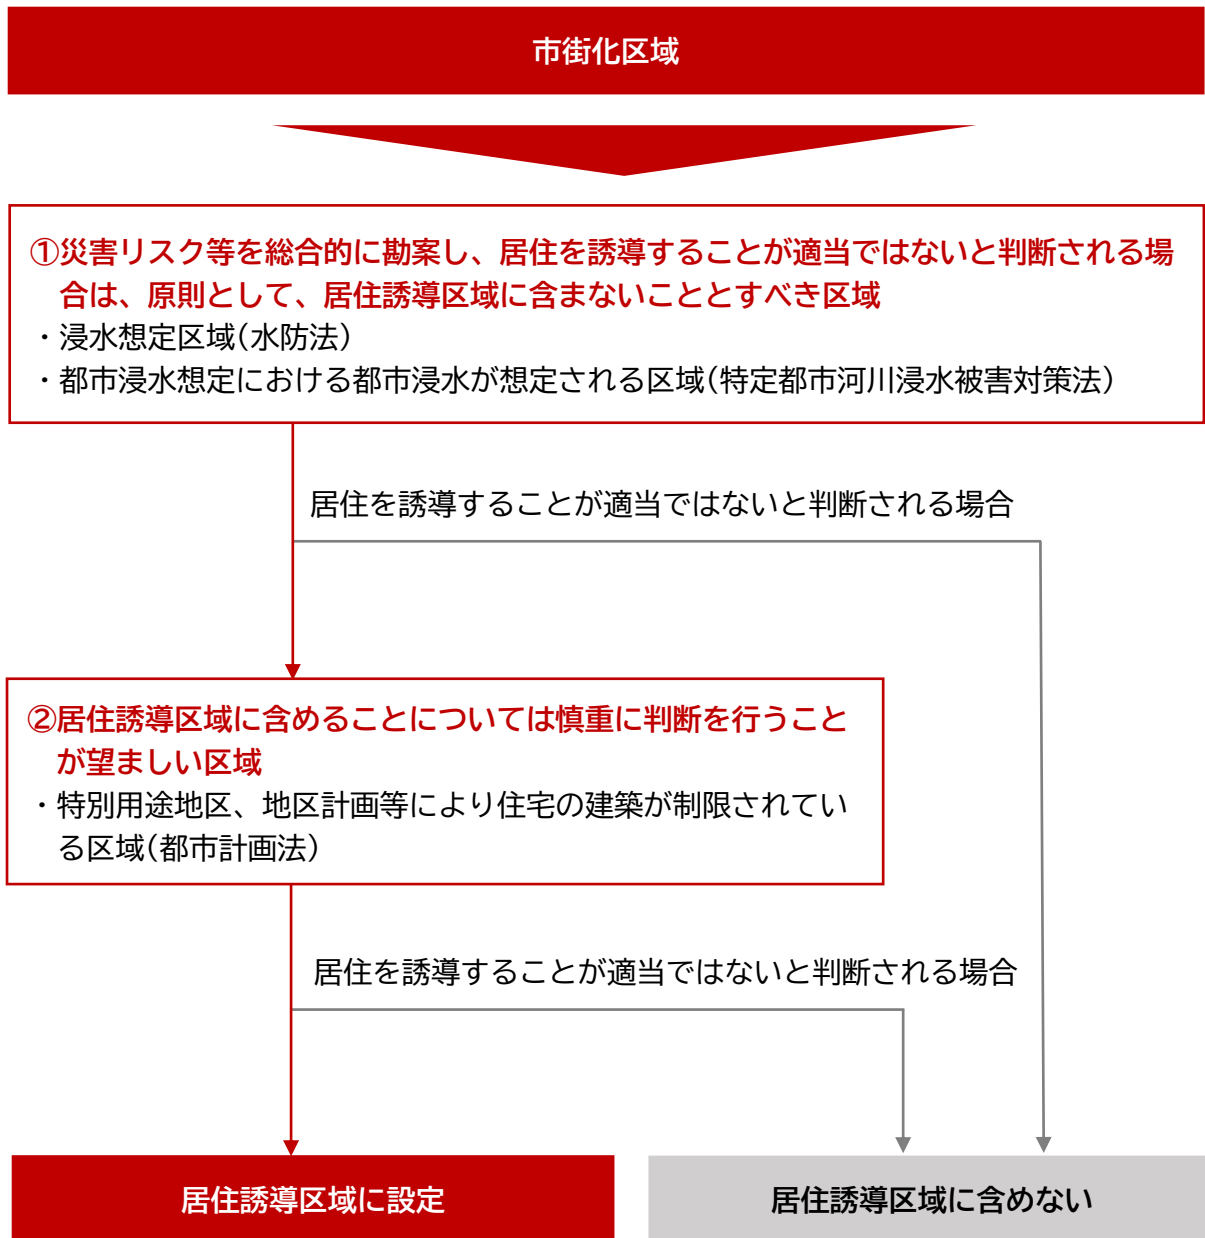 市街化区域
①災害リスク等を総合的に勘案し、居住を誘導することが適当ではないと判断される場
合は、原則として、居住誘導区域に含まないこととすべき区域
・浸水想定区域(水防法)
・都市浸水想定における都市浸水が想定される区域(特定都市河川浸水被害対策法)
居住を誘導することが適当ではないと判断される場合
②居住誘導区域に含めることについては慎重に判断を行うこと
が望ましい区域
・特別用途地区、地区計画等により住宅の建築が制限されてい
る区域(都市計画法)
居住を誘導することが適当ではないと判断される場合
居住誘導区域に設定
居住誘導区域に含めない